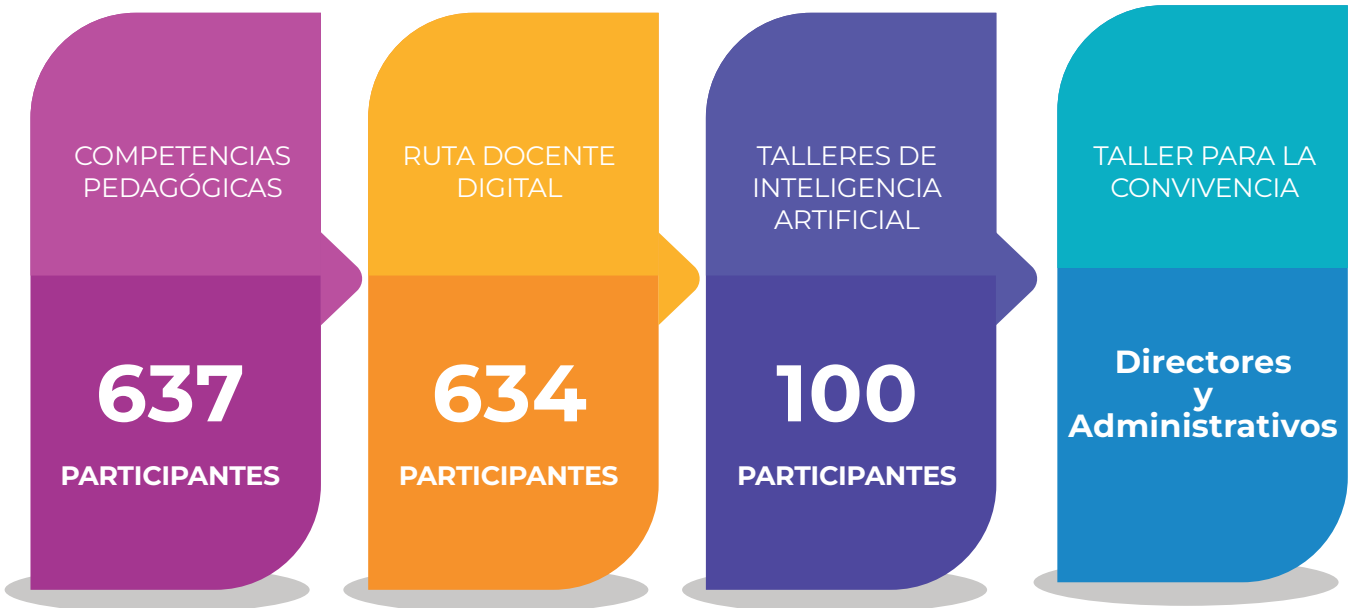 COMPETENCIAS
PEDAGÓGICAS
637
PARTICIPANTES
RUTA DOCENTE
DIGITAL
634
PARTICIPANTES
TALLERES DE
INTELIGENCIA
ARTIFICIAL
100
PARTICIPANTES
TALLER PARA LA
CONVIVENCIA
Directores
y
Administrativos